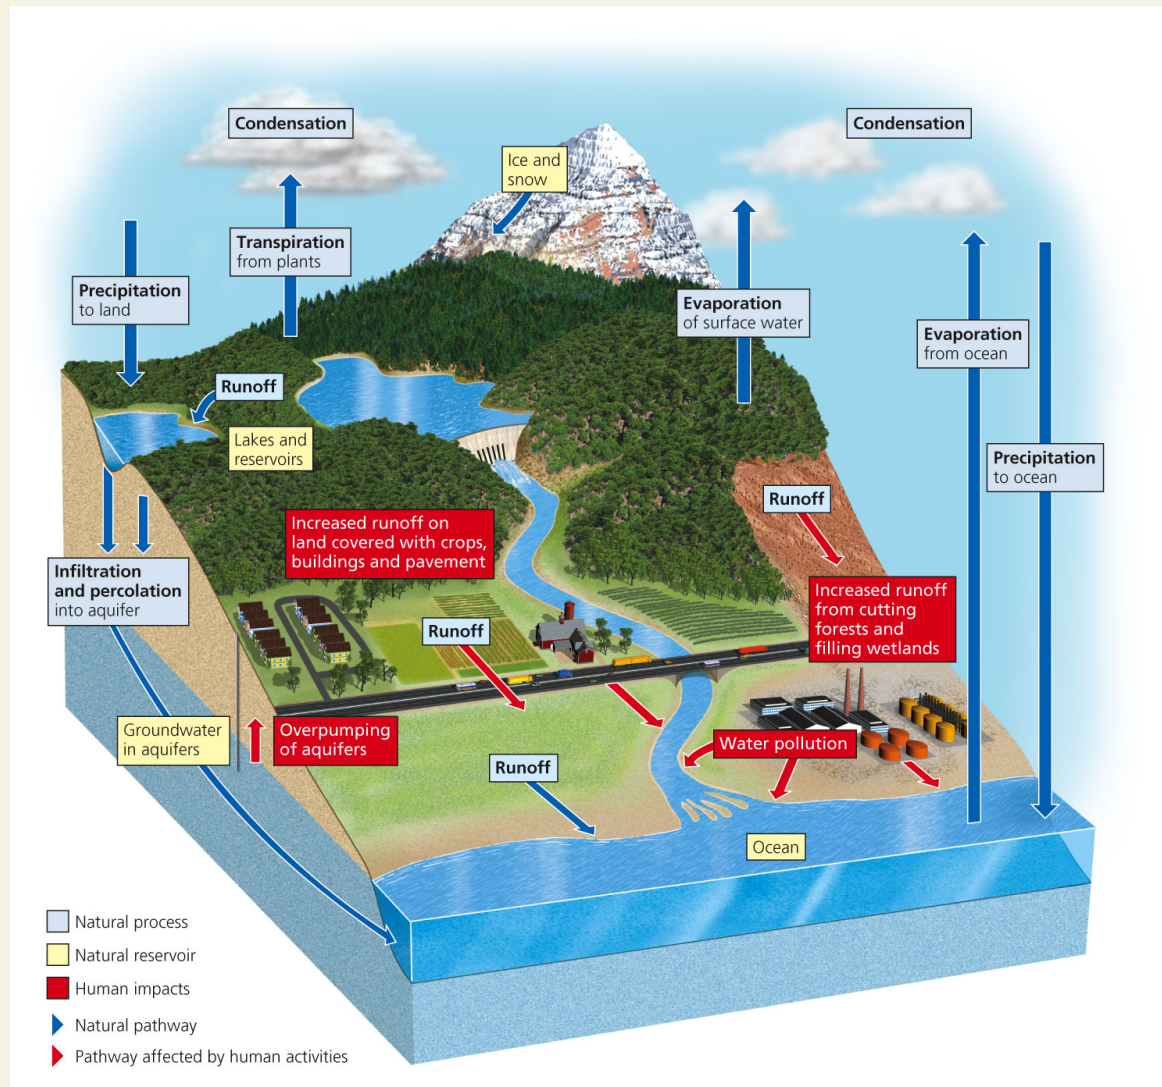 Condensation
Condensation
Ice and
snow
Transpiration
from plants
Precipitation
to land
Evaporation
of surface water
Evaporation
from ocean
Runoff
Lakes and
reservoirs
Precipitation
to ocean
Runoff
Increased runoff on
land covered with crops,
buildings and pavement
Infiltration
and percolation
into aquifer
Increased runoff
from cutting
forests and
filling wetlands
Runoff
Groundwater
in aquifers
Overpumping
of aquifers
Water pollution
Runoff
Ocean
Natural process
Natural reservoir
Human impacts
Natural pathway
Pathway affected by human activities